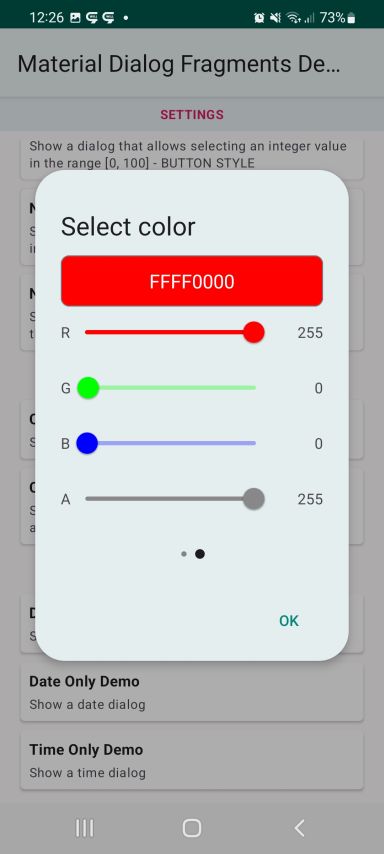 12:26
73%
Material Dialog Fragments De...
SETTINGS
Show a dialog that allows selecting an integer value
in the range [0, 100] - BUTTON STYLE
Select color
FFFF0000
R 255
G 0
B 0
A 255
OK
Date Only Demo
Show a date dialog
Time Only Demo
Show a time dialog